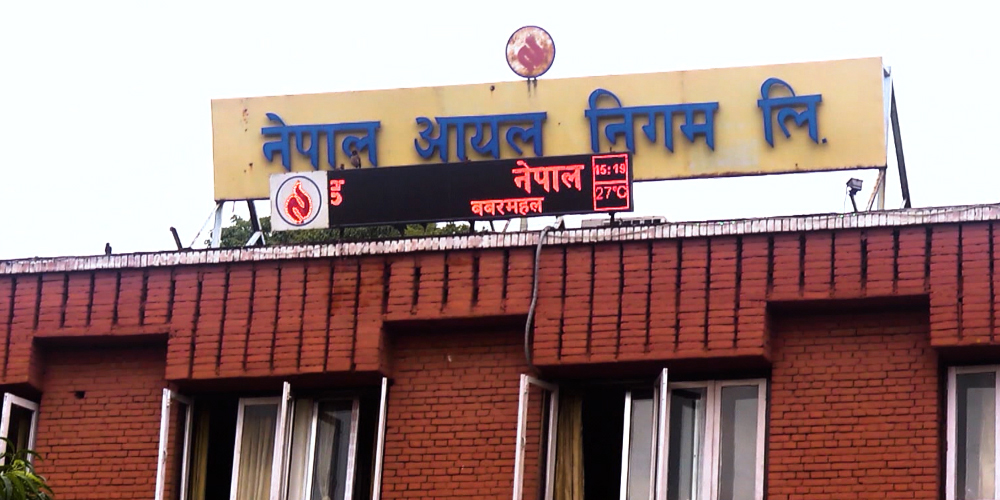 नेपाल आयल निगम लि.
ड नेपाल 15:19
बबरमहल 27°C